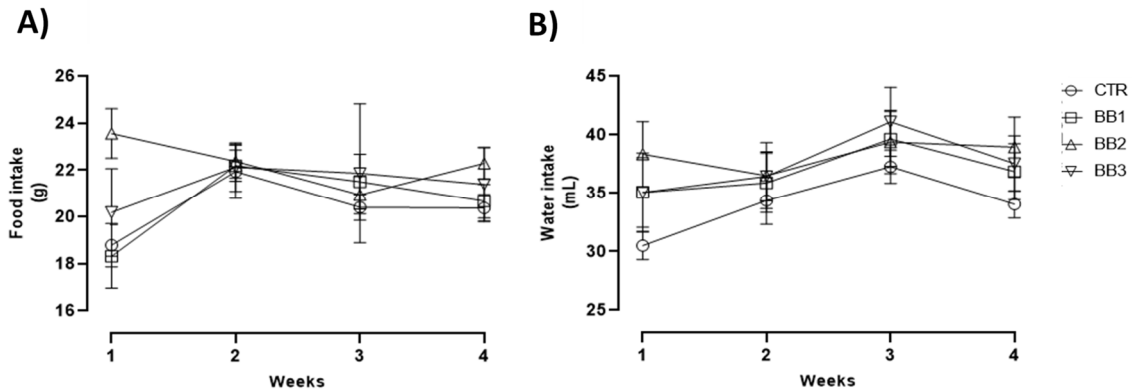 A)
26
24
22
20
18
16
Food intake
(g)
1 2 3 4
Weeks
B)
45
40
35
30
25
Water intake
(mL)
1 2 3 4
Weeks
CTR
BB1
BB2
BB3